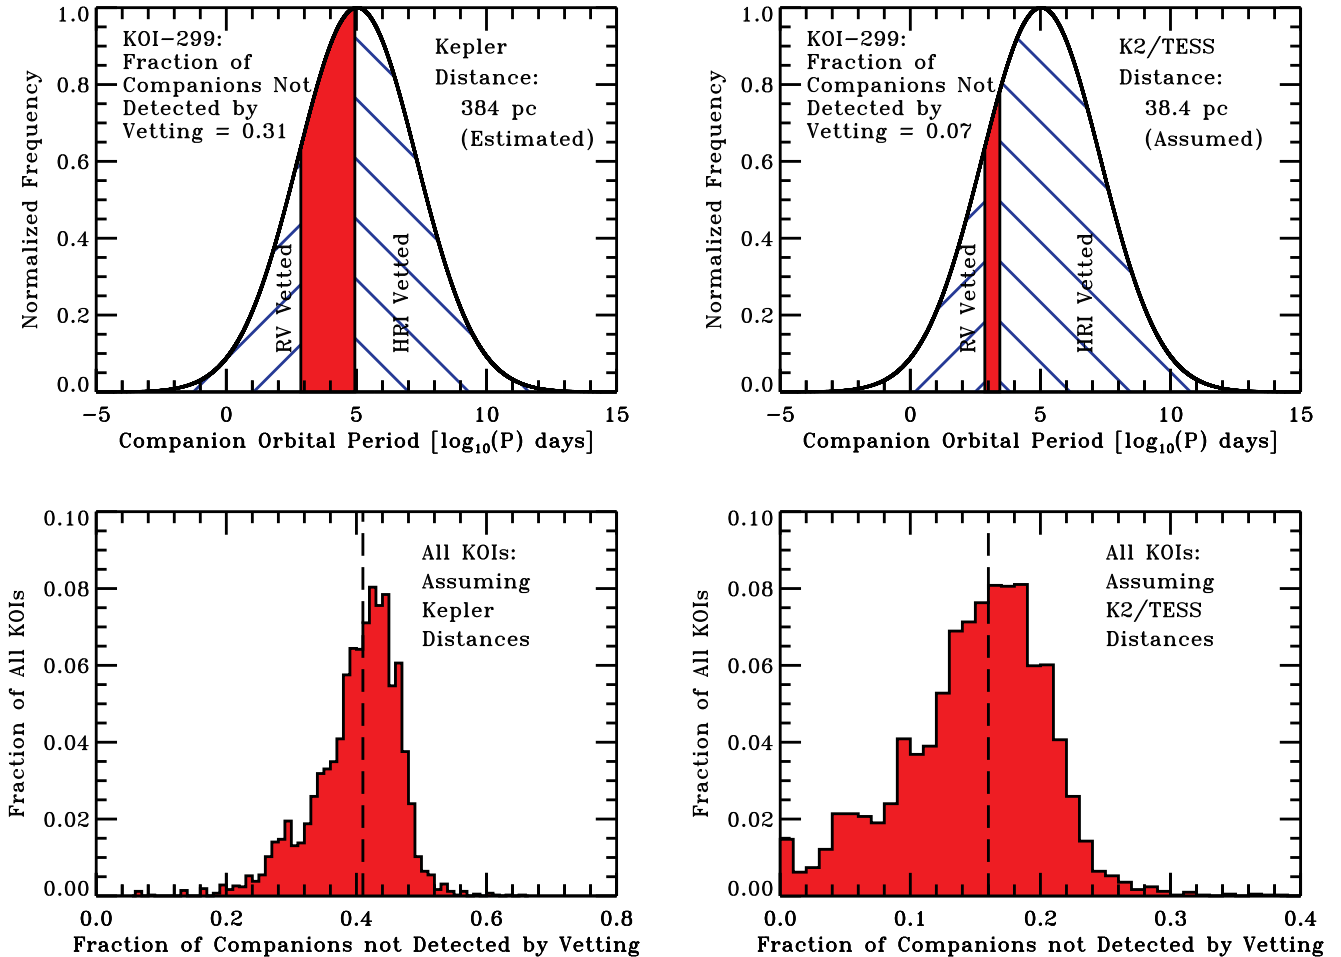 KOI-299:
Fraction of
Companions Not
Detected by
Vetting = 0.31
Kepler
Distance:
384 pc
(Estimated)
RV Vetted
HRI Vetted
Normalized Frequency
1.0
0.8
0.6
0.4
0.2
0.0
-5 0 5 10 15
Companion Orbital Period [log10(P) days]
KOI-299:
Fraction of
Companions Not
Detected by
Vetting = 0.07
K2/TESS
Distance:
38.4 pc
(Assumed)
RV Vetted
HRI Vetted
Normalized Frequency
1.0
0.8
0.6
0.4
0.2
0.0
-5 0 5 10 15
Companion Orbital Period [log10(P) days]
All KOIs:
Assuming
Kepler
Distances
Fraction of All KOIs
0.10
0.08
0.06
0.04
0.02
0.00
0.0 0.2 0.4 0.6 0.8
Fraction of Companions not Detected by Vetting
All KOIs:
Assuming
K2/TESS
Distances
Fraction of All KOIs
0.10
0.08
0.06
0.04
0.02
0.00
0.0 0.1 0.2 0.3 0.4
Fraction of Companions not Detected by Vetting